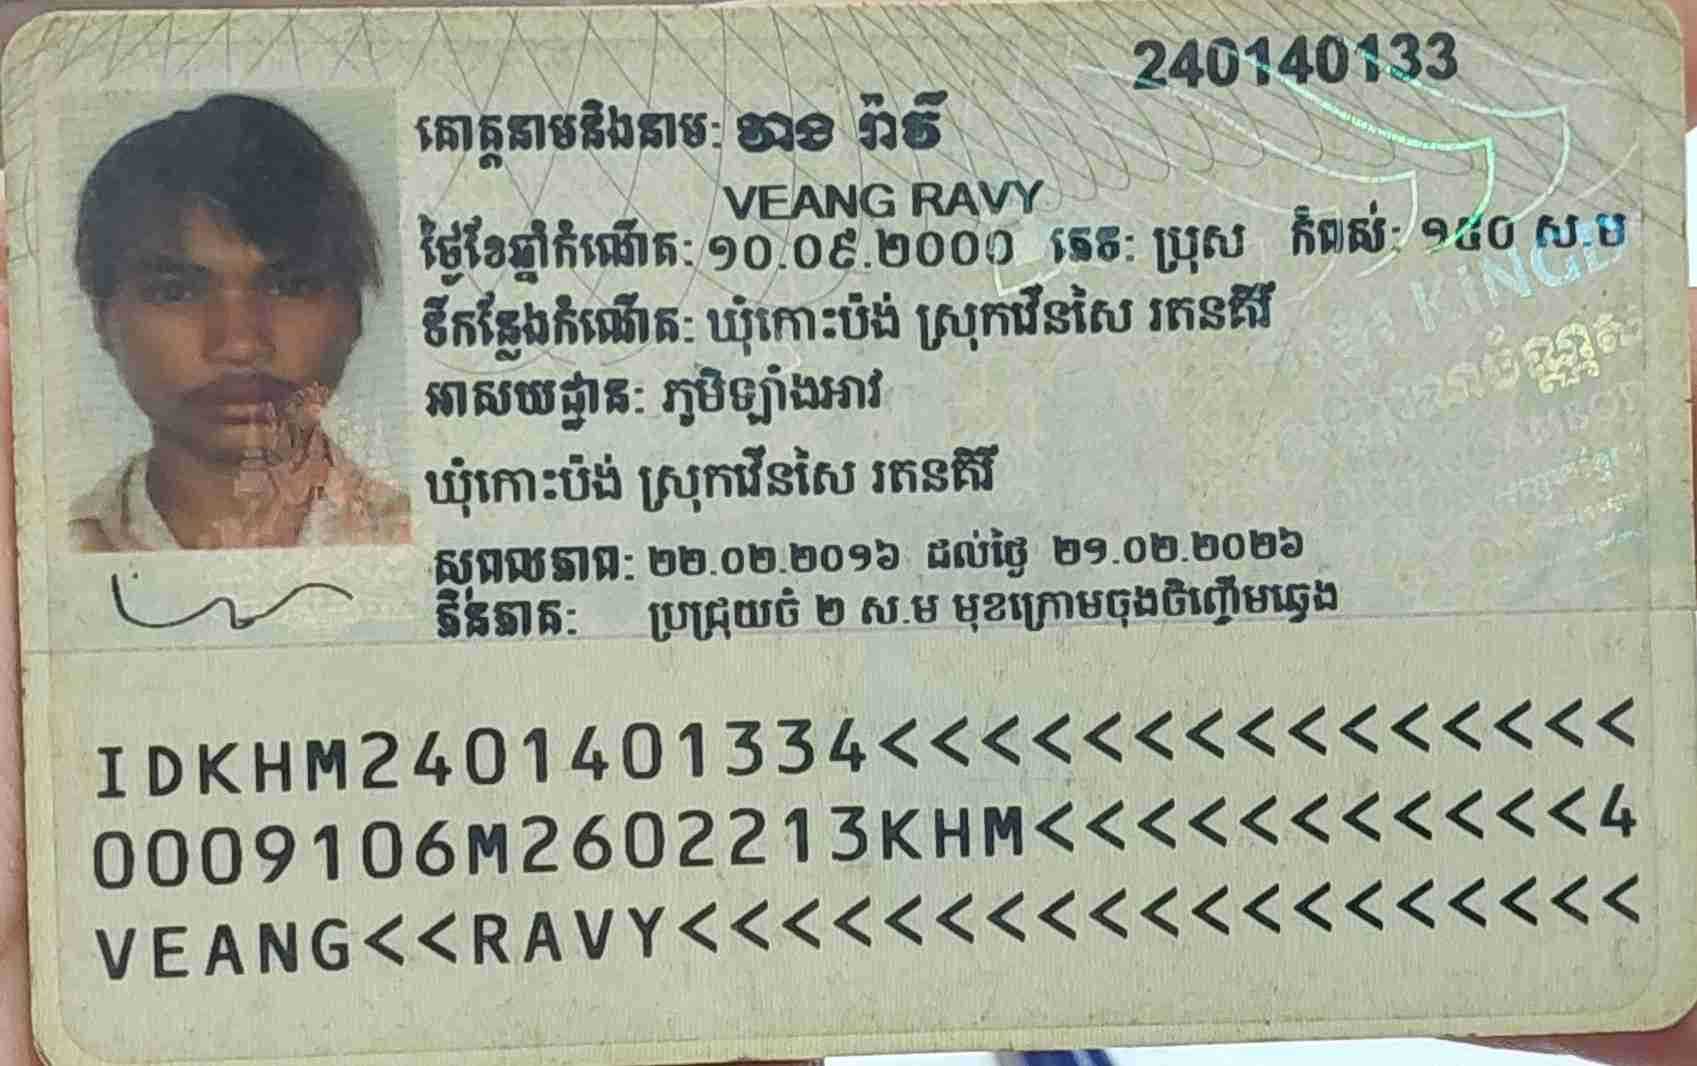 240140133
គោត្តនាមនិងនាម: វាង រ៉ាវី
VEANG RAVY
ថ្ងៃខែឆ្នាំកំណើត: ១០.០៩.២០០០ ភេទ: ប្រុស កំពស់: ១៥០ ស.ម
ទីកន្លែងកំណើត: ឃុំកោះប៉ង់ ស្រុកវើនសៃ រតនគិរី
អាសយដ្ឋាន: ភូមិឡាំងអាវ
ឃុំកោះប៉ង់ ស្រុកវើនសៃ រតនគិរី
សុពលភាព: ២២.០២.២០១៦ ដល់ថ្ងៃ ២១.០២.២០២៦
ភិនភាគ: ប្រជ្រុយចំ ២ ស.ម មុខក្រោមចុងចិញ្ចើមឆ្វេង
IDKHM2401401334<<<<<<<<<<<<<<<
0009106M2602213KHM<<<<<<<<<<<4
VEANG<<RAVY<<<<<<<<<<<<<<<<<<<